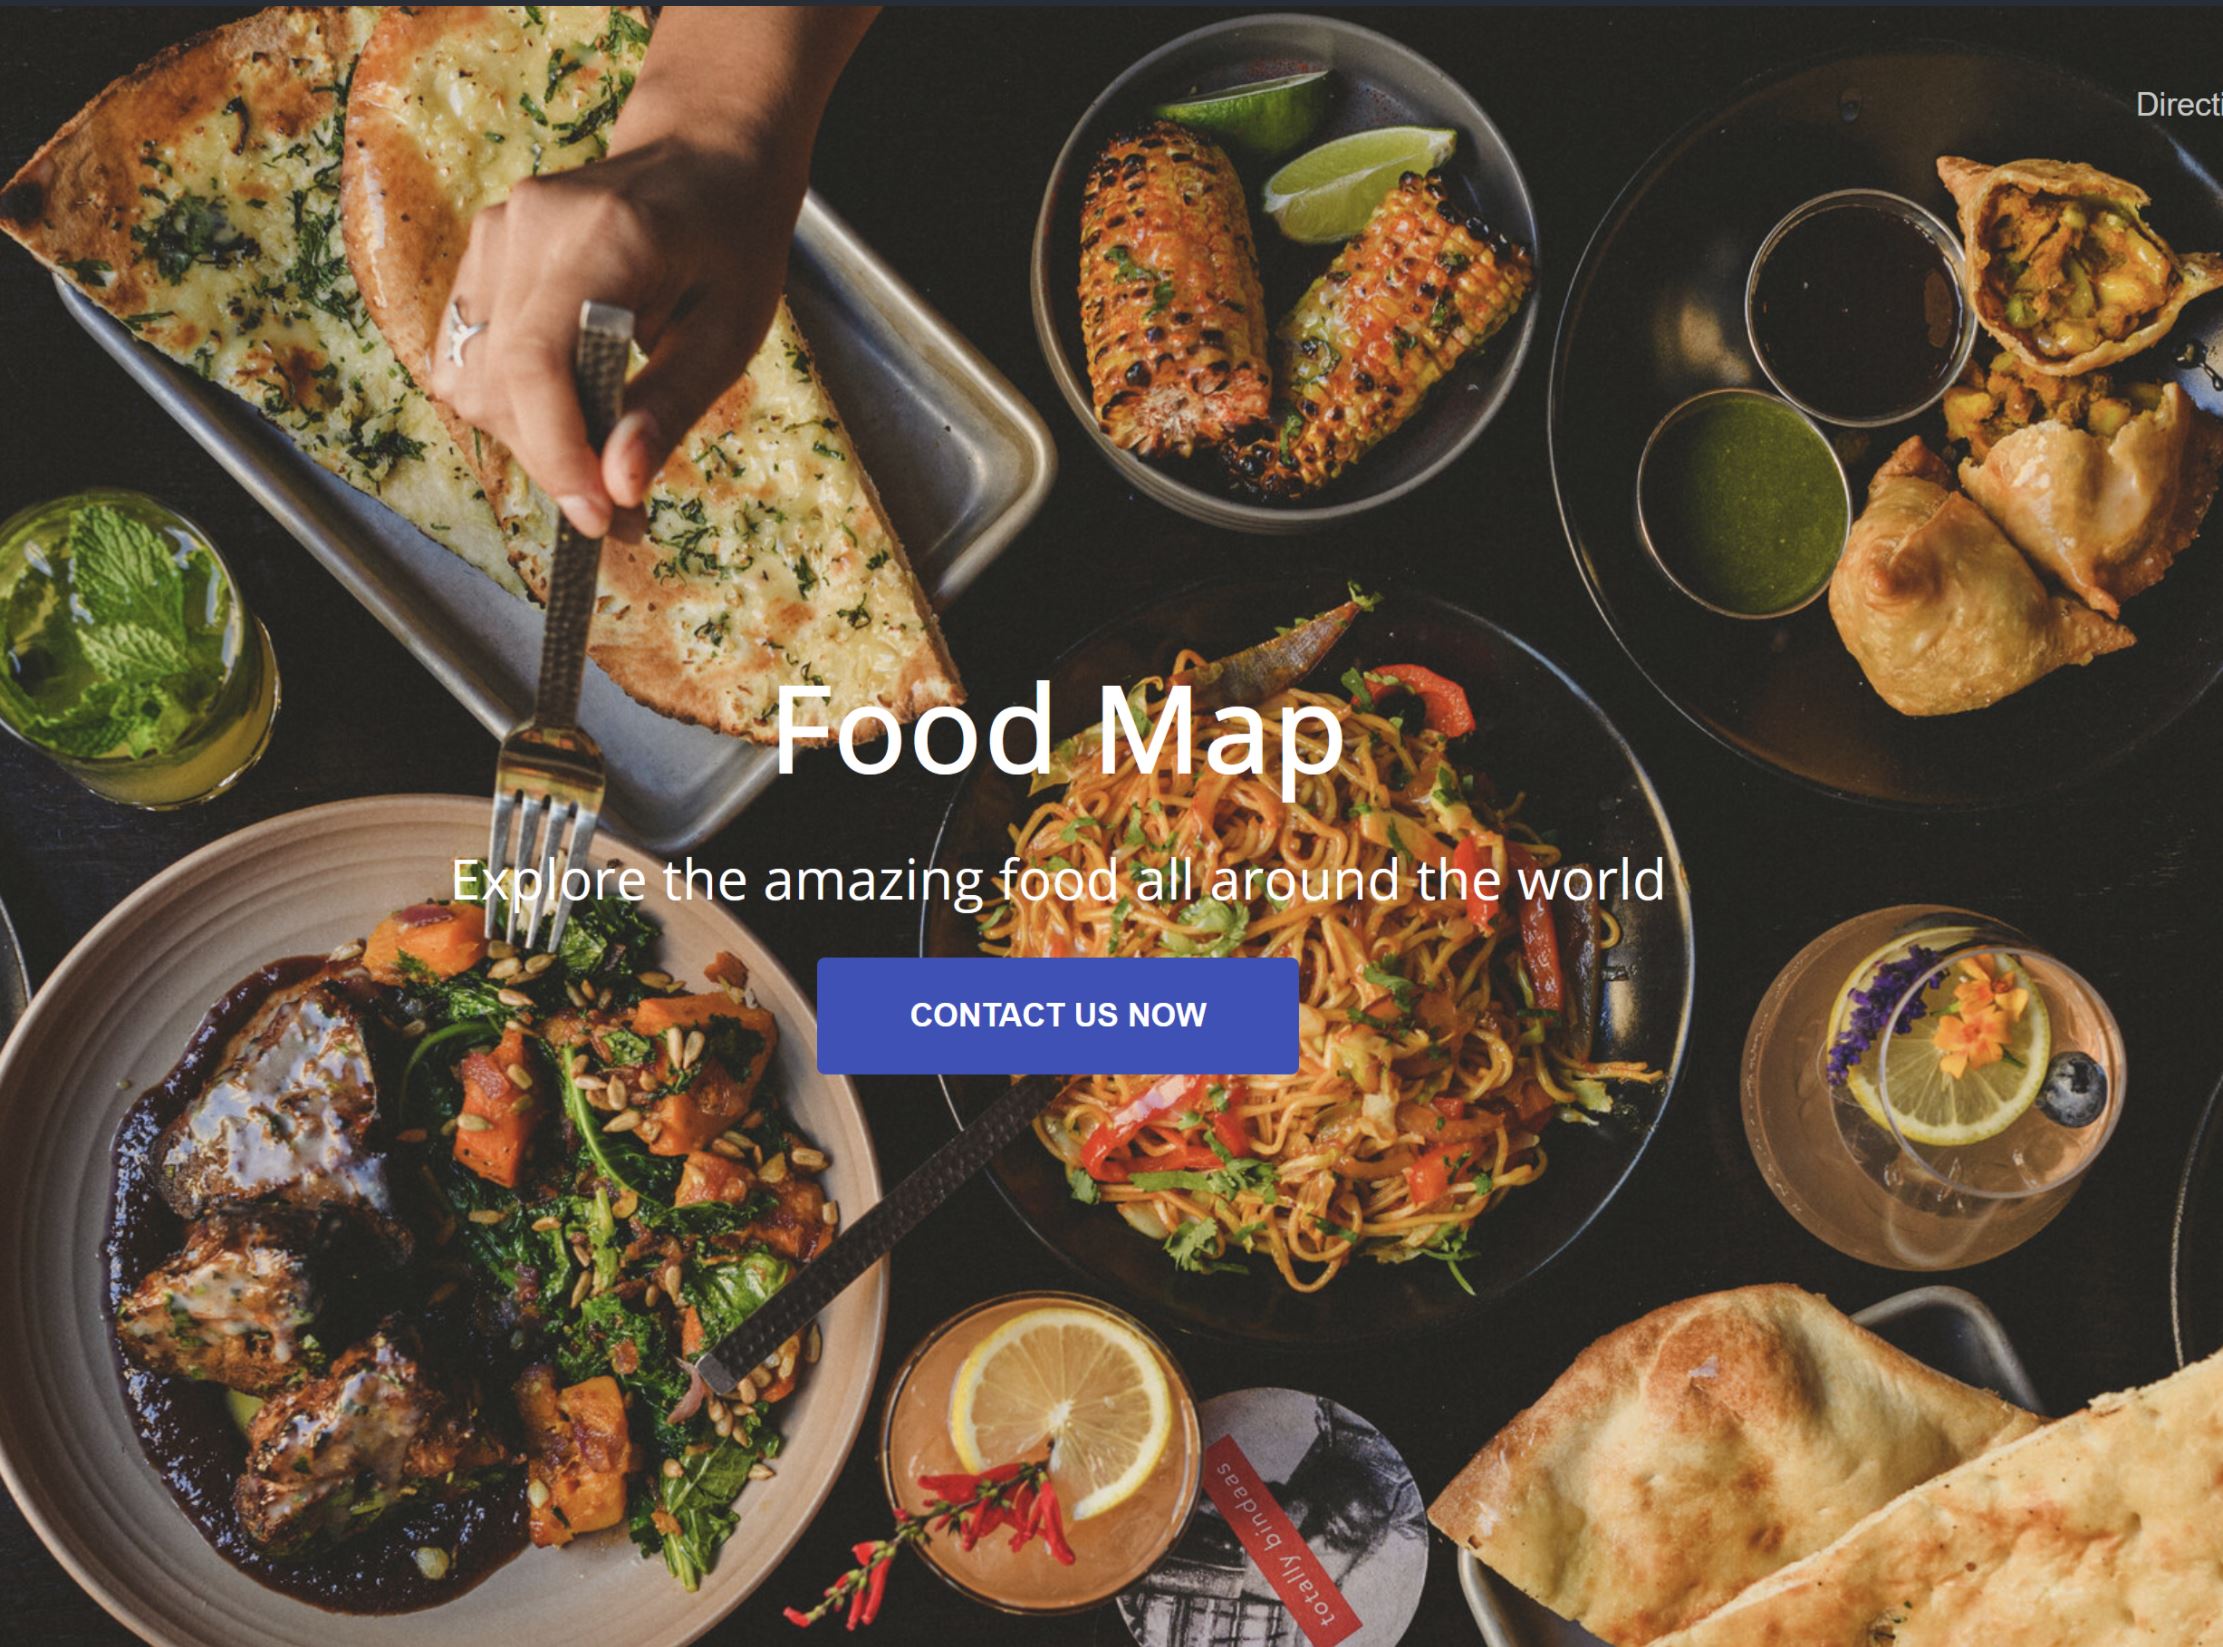 Directi
Food Map
Explore the amazing food all around the world
CONTACT US NOW
totally bindaas